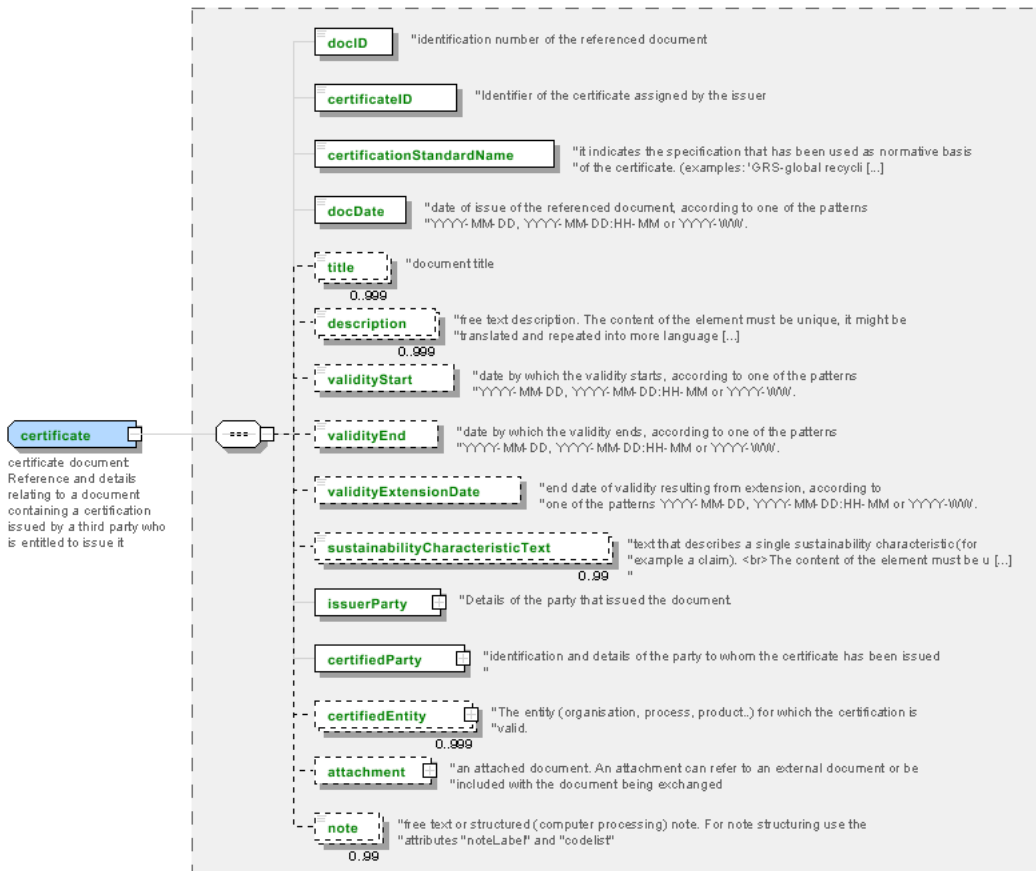 docID
"identification number of the referenced document
certificateID
"Identifier of the certificate assigned by the issuer
certificationStandardName
"it indicates the specification that has been used as normative basis
"of the certificate. (examples: 'GRS-global recycli [...]
docDate
"date of issue of the referenced document, according to one of the patterns
"YYYY-MM-DD, YYYY-MM-DD:HH-MM or YYYY-WW.
title
"document title
0..999
description
"free text description. The content of the element must be unique, it might be
"translated and repeated into more language [...]
0..999
validityStart
"date by which the validity starts, according to one of the patterns
"YYYY-MM-DD, YYYY-MM-DD:HH-MM or YYYY-WW.
certificate
certificate document.
Reference and details
relating to a document
containing a certification
issued by a third party who
is entitled to issue it
validityEnd
"date by which the validity ends, according to one of the patterns
"YYYY-MM-DD, YYYY-MM-DD:HH-MM or YYYY-WW.
validityExtensionDate
"end date of validity resulting from extension, according to
"one of the patterns YYYY-MM-DD, YYYY-MM-DD:HH-MM or YYYY-WW.
sustainabilityCharacteristicText
"text that describes a single sustainability characteristic (for
"example a claim). <br>The content of the element must be u [...]
"
0..99
issuerParty
"Details of the party that issued the document.
certifiedParty
"identification and details of the party to whom the certificate has been issued
"
certifiedEntity
"The entity (organisation, process, product..) for which the certification is
"valid.
0..999
attachment
"an attached document. An attachment can refer to an external document or be
"included with the document being exchanged
note
"free text or structured (computer processing) note. For note structuring use the
"attributes "noteLabel" and "codelist"
0..99